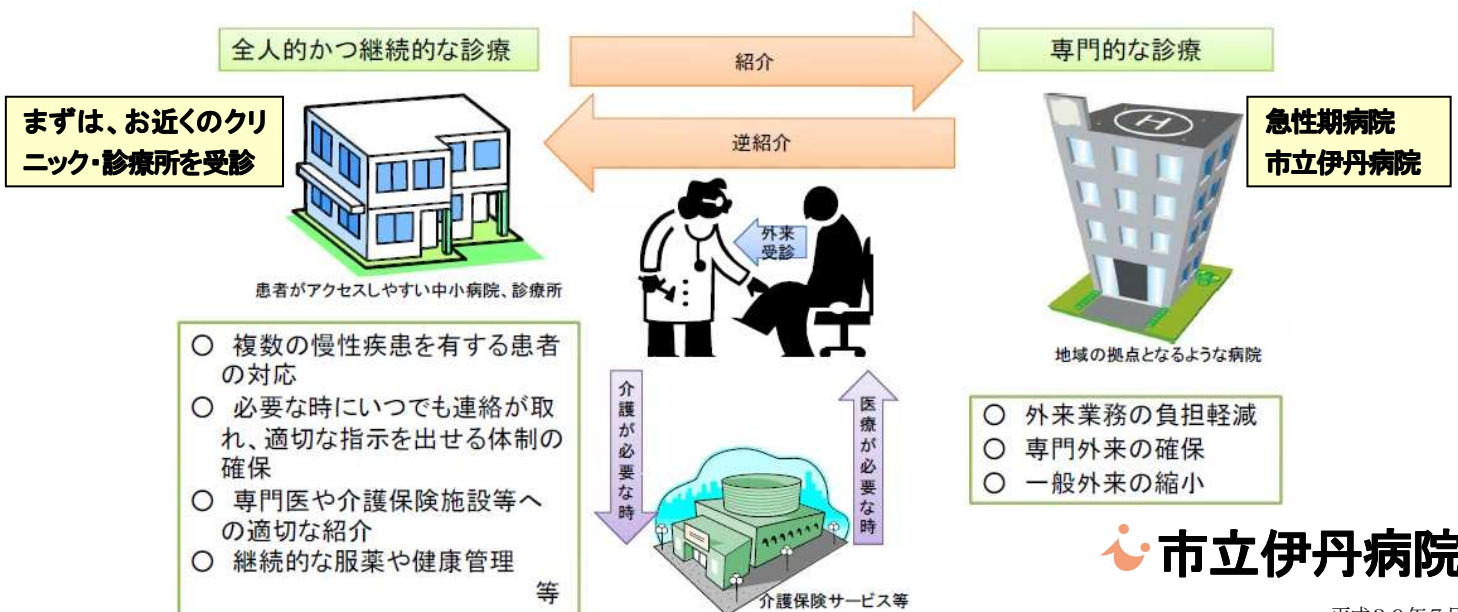 全人的かつ継続的な診療
紹介
専門的な診療
まずは、お近くのクリ
ニック・診療所を受診
逆紹介
急性期病院
市立伊丹病院
外来
受診
患者がアクセスしやすい中小病院、診療所
地域の拠点となるような病院
○ 複数の慢性疾患を有する患者
の対応
○ 必要な時にいつでも連絡が取
れ、適切な指示を出せる体制の
確保
○ 専門医や介護保険施設等へ
の適切な紹介
○ 継続的な服薬や健康管理
等
介護が必要な時
医療が必要な時
介護保険サービス等
○ 外来業務の負担軽減
○ 専門外来の確保
○ 一般外来の縮小
市立伊丹病院